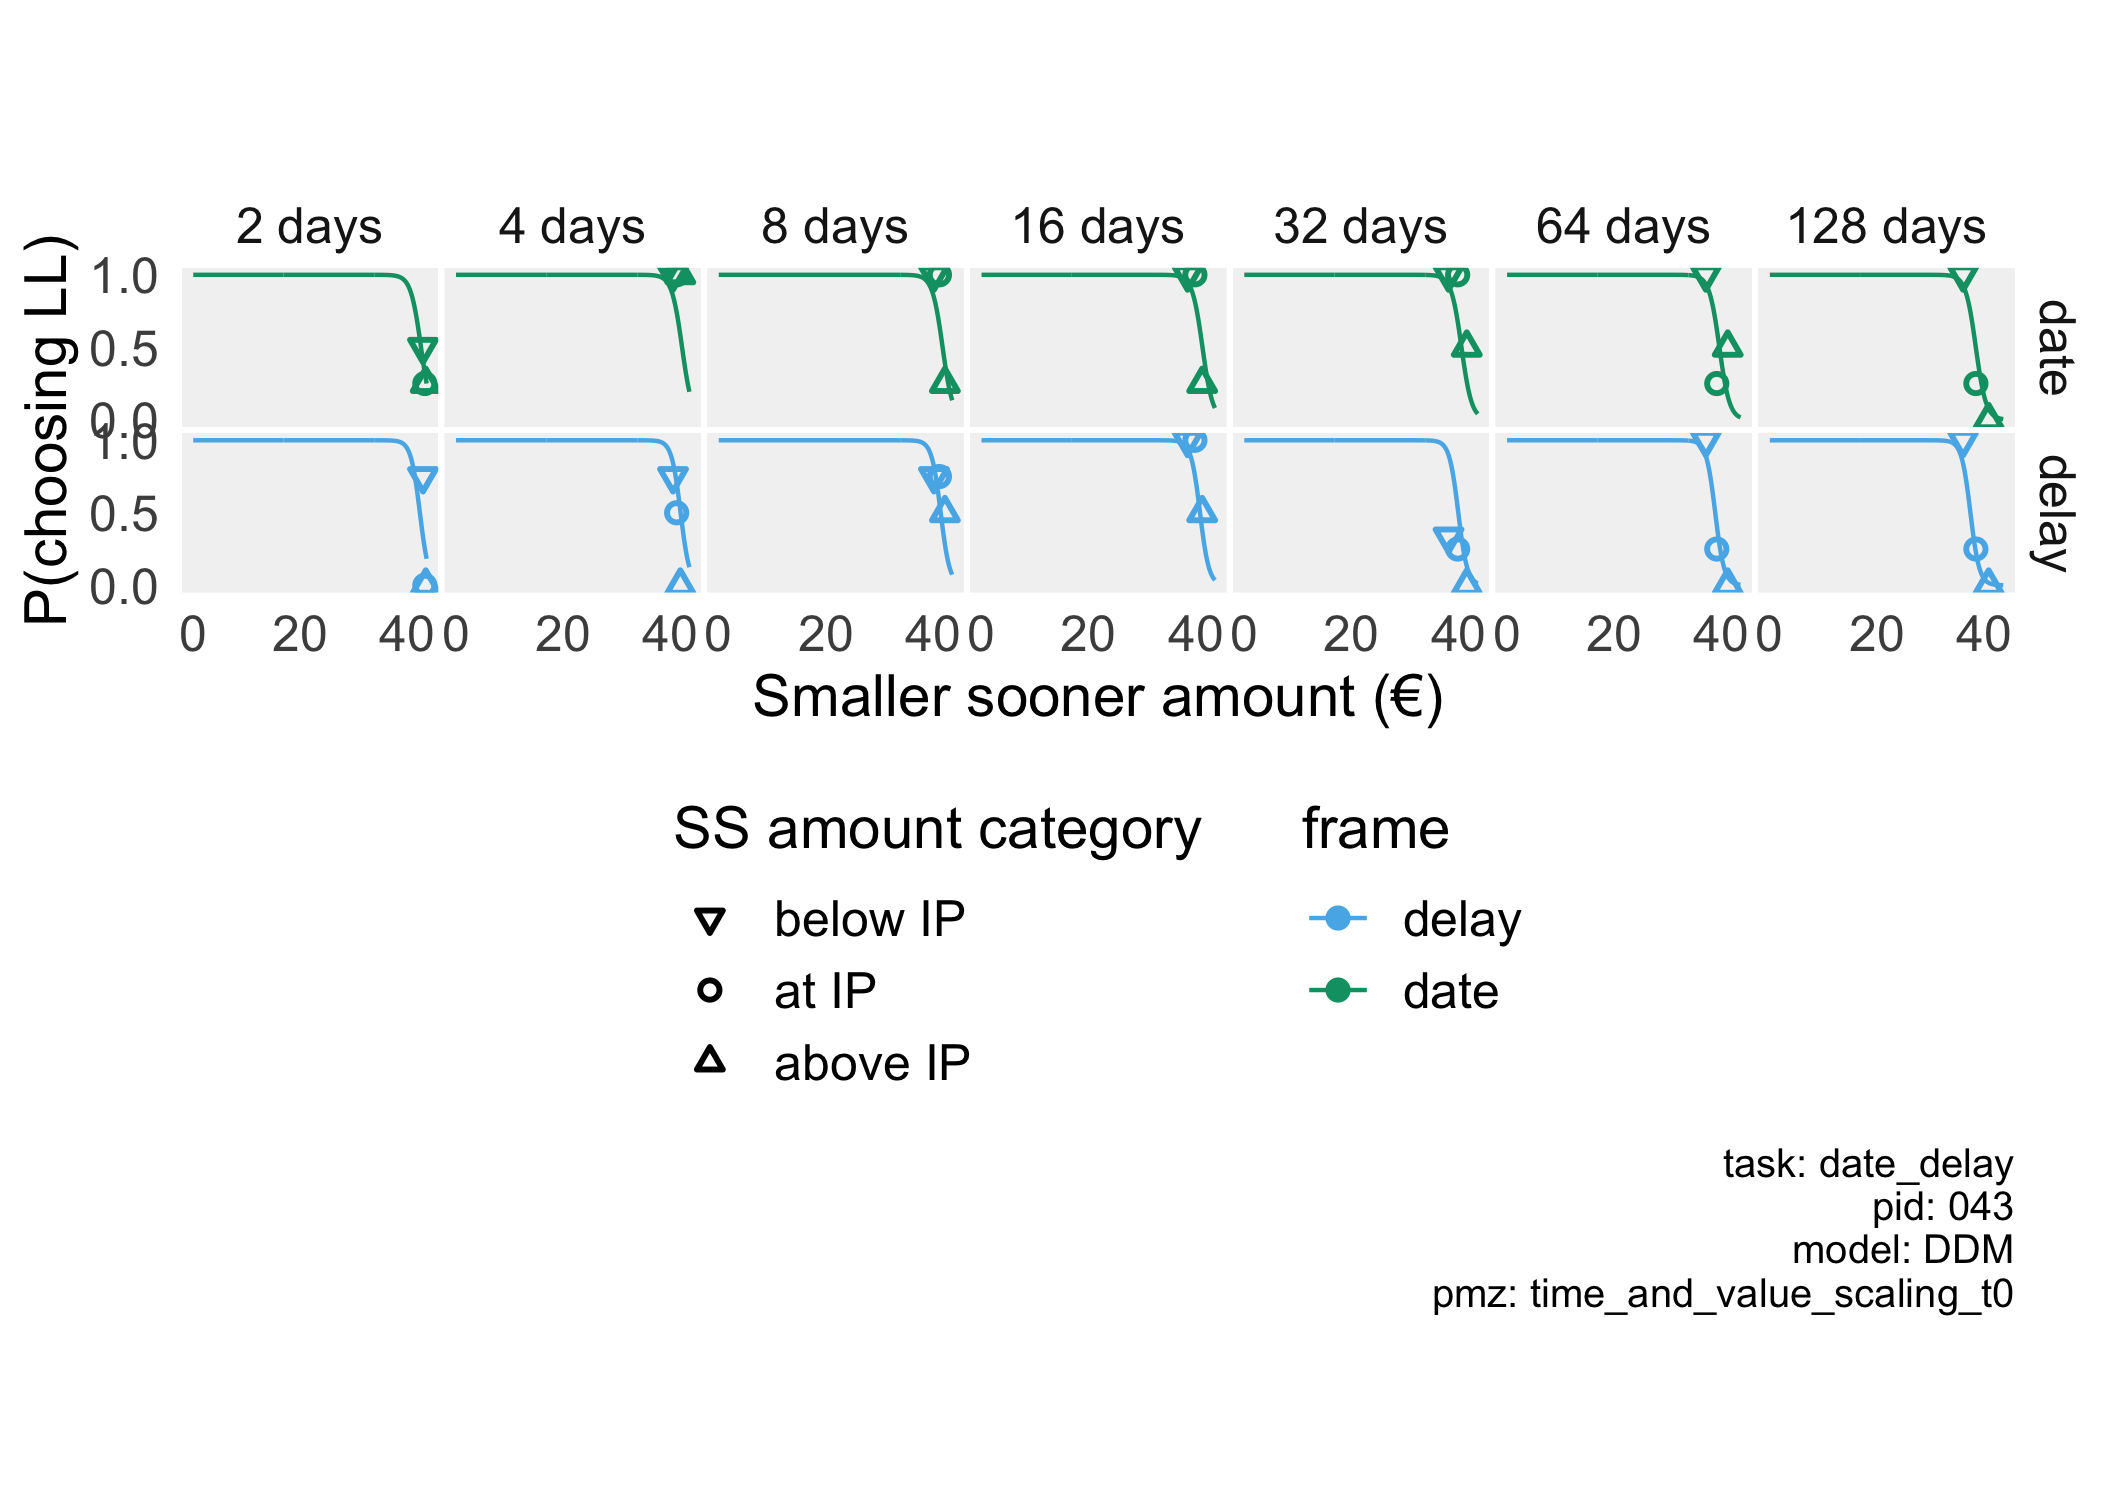 2 days 4 days 8 days 16 days 32 days 64 days 128 days
P(choosing LL)
1.0
0.5
0.0
date
1.0
0.5
0.0
delay
0 20 40 0 20 40 0 20 40 0 20 40 0 20 40 0 20 40 0 20 40
Smaller sooner amount (€)
SS amount category
below IP
at IP
above IP
frame
delay
date
task: date_delay
pid: 043
model: DDM
pmz: time_and_value_scaling_t0